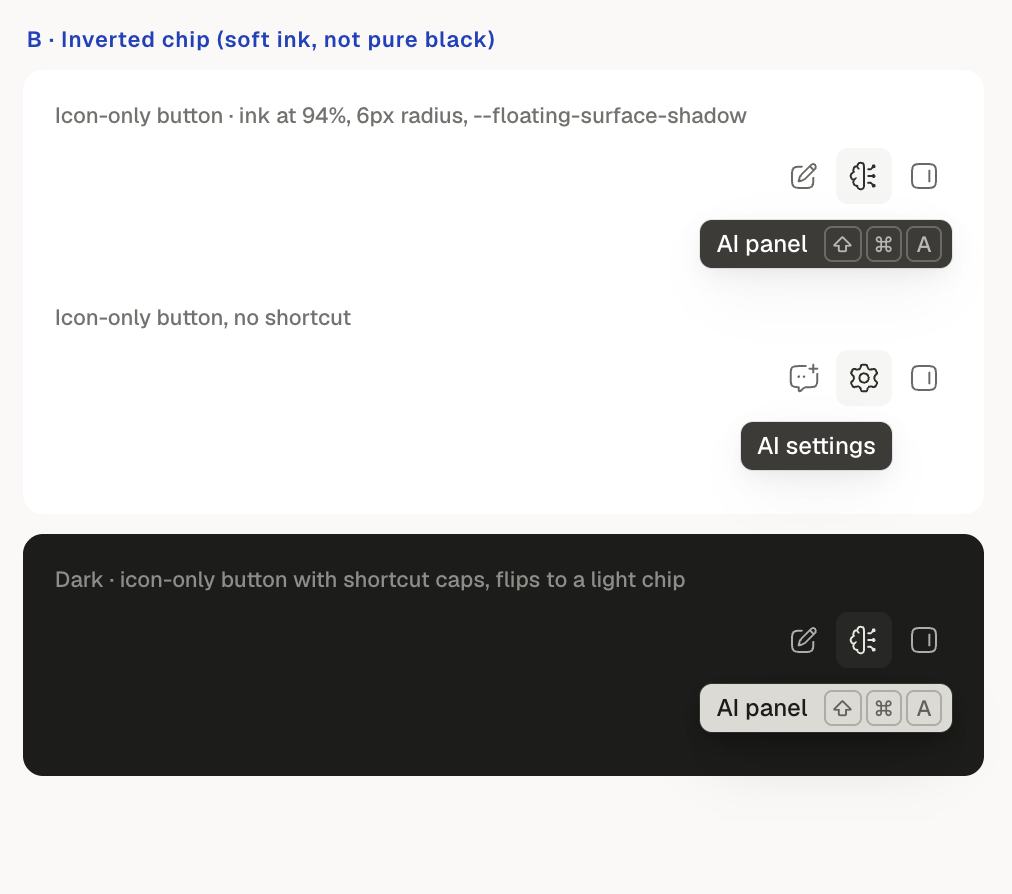 B · Inverted chip (soft ink, not pure black)
Icon-only button · ink at 94%, 6px radius, --floating-surface-shadow
AI panel ⇧ ⌘ A
Icon-only button, no shortcut
AI settings
Dark · icon-only button with shortcut caps, flips to a light chip
AI panel ⇧ ⌘ A